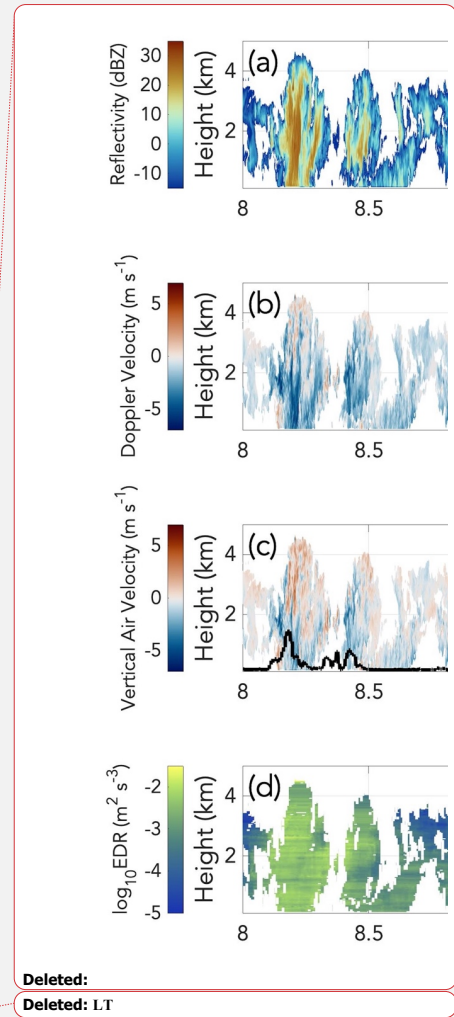 Reflectivity (dBZ)
30
20
10
0
-10
Height (km)
4
2
(a)
8
8.5
Doppler Velocity (m s-1)
5
0
-5
Height (km)
4
2
(b)
8
8.5
Vertical Air Velocity (m s-1)
5
0
-5
Height (km)
4
2
(c)
8
8.5
log10EDR (m2 s-3)
-2
-3
-4
-5
Height (km)
4
2
(d)
8
8.5
Deleted:
Deleted: LT